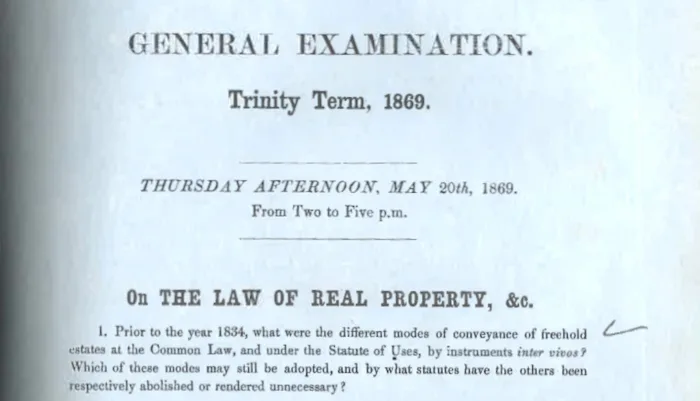 GENERAL EXAMINATION.
Trinity Term, 1869.
THURSDAY AFTERNOON, MAY 20th, 1869.
From Two to Five p.m.
On THE LAW OF REAL PROPERTY, &c.
1. Prior to the year 1834, what were the different modes of conveyance of freehold
estates at the Common Law, and under the Statute of Uses, by instruments inter vivos?
Which of these modes may still be adopted, and by what statutes have the others been
respectively abolished or rendered unnecessary?